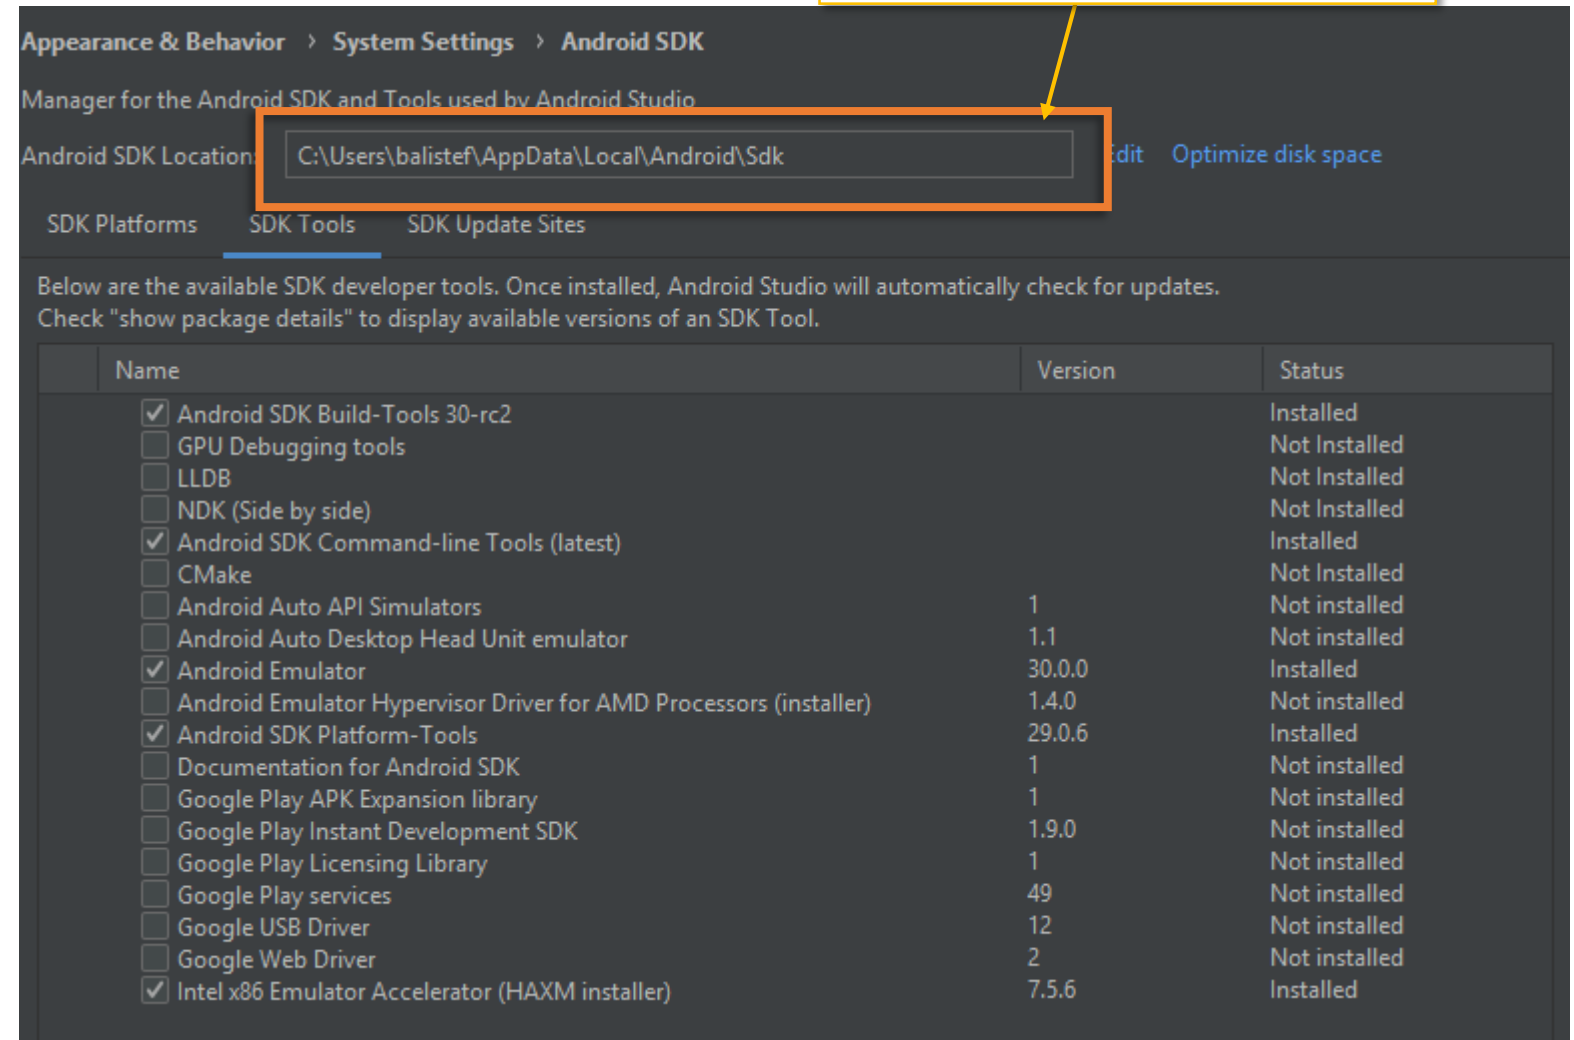 Appearance & Behavior › System Settings › Android SDK
Manager for the Android SDK and Tools used by Android Studio
Android SDK Location: C:\Users\balistef\AppData\Local\Android\Sdk Edit Optimize disk space
SDK Platforms SDK Tools SDK Update Sites
Below are the available SDK developer tools. Once installed, Android Studio will automatically check for updates.
Check "show package details" to display available versions of an SDK Tool.
Name Version Status
Android SDK Build-Tools 30-rc2 Installed
GPU Debugging tools Not Installed
LLDB Not Installed
NDK (Side by side) Not Installed
Android SDK Command-line Tools (latest) Installed
CMake Not Installed
Android Auto API Simulators 1 Not installed
Android Auto Desktop Head Unit emulator 1.1 Not installed
Android Emulator 30.0.0 Installed
Android Emulator Hypervisor Driver for AMD Processors (installer) 1.4.0 Not installed
Android SDK Platform-Tools 29.0.6 Installed
Documentation for Android SDK 1 Not installed
Google Play APK Expansion library 1 Not installed
Google Play Instant Development SDK 1.9.0 Not installed
Google Play Licensing Library 1 Not installed
Google Play services 49 Not installed
Google USB Driver 12 Not installed
Google Web Driver 2 Not installed
Intel x86 Emulator Accelerator (HAXM installer) 7.5.6 Installed